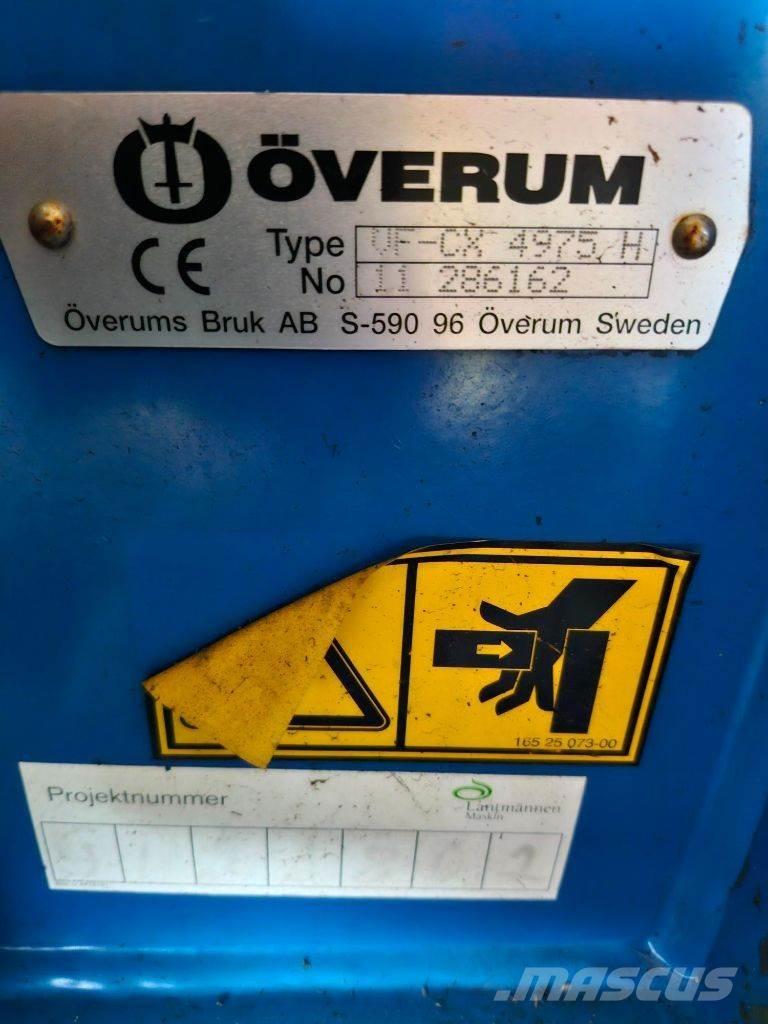 ÖVERUM
CE
Type VF-CX 4975 H
No 11 286162
Överums Bruk AB S-590 96 Överum Sweden
165 25 073-00
Projektnummer
Lantmännen
Maskin
MASCUS